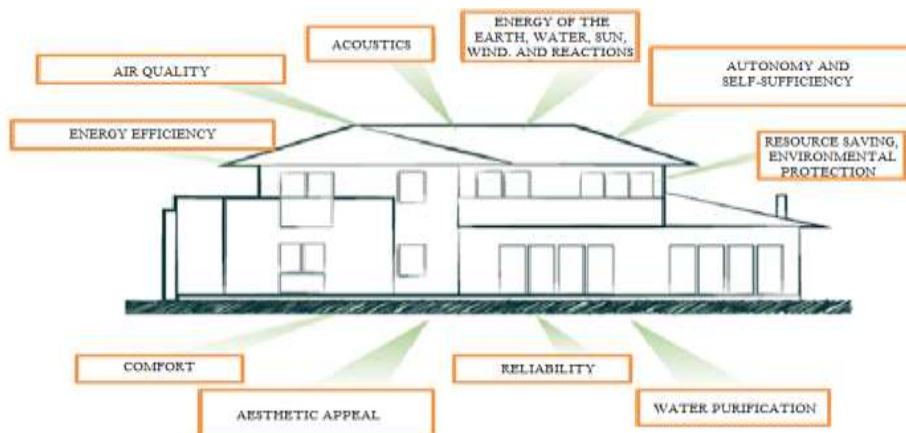 ENERGY OF THE
EARTH, WATER, SUN,
WIND. AND REACTIONS
ACOUSTICS
AIR QUALITY
AUTONOMY AND
SELF-SUFFICIENCY
ENERGY EFFICIENCY
RESOURCE SAVING,
ENVIRONMENTAL
PROTECTION
COMFORT
RELIABILITY
AESTHETIC APPEAL
WATER PURIFICATION